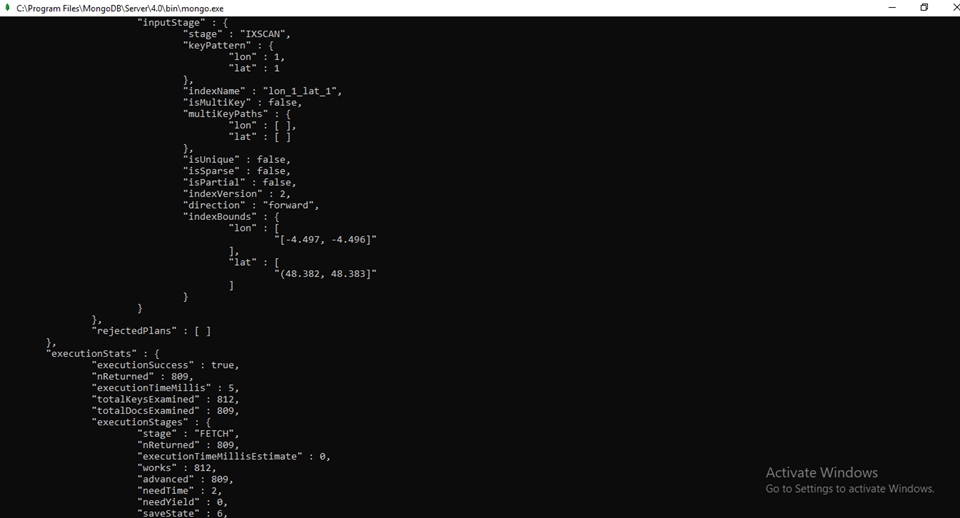 C:\Program Files\MongoDB\Server\4.0\bin\mongo.exe
"inputStage" : {
"stage" : "IXSCAN",
"keyPattern" : {
"lon" : 1,
"lat" : 1
},
"indexName" : "lon_1_lat_1",
"isMultiKey" : false,
"multiKeyPaths" : {
"lon" : [ ],
"lat" : [ ]
},
"isUnique" : false,
"isSparse" : false,
"isPartial" : false,
"indexVersion" : 2,
"direction" : "forward",
"indexBounds" : {
"lon" : [
"[-4.497, -4.496]"
],
"lat" : [
"(48.382, 48.383]"
]
}
}
},
"rejectedPlans" : [ ]
},
"executionStats" : {
"executionSuccess" : true,
"nReturned" : 809,
"executionTimeMillis" : 5,
"totalKeysExamined" : 812,
"totalDocsExamined" : 809,
"executionStages" : {
"stage" : "FETCH",
"nReturned" : 809,
"executionTimeMillisEstimate" : 0,
"works" : 812,
"advanced" : 809,
"needTime" : 2,
"needYield" : 0,
"saveState" : 6,
Activate Windows
Go to Settings to activate Windows.